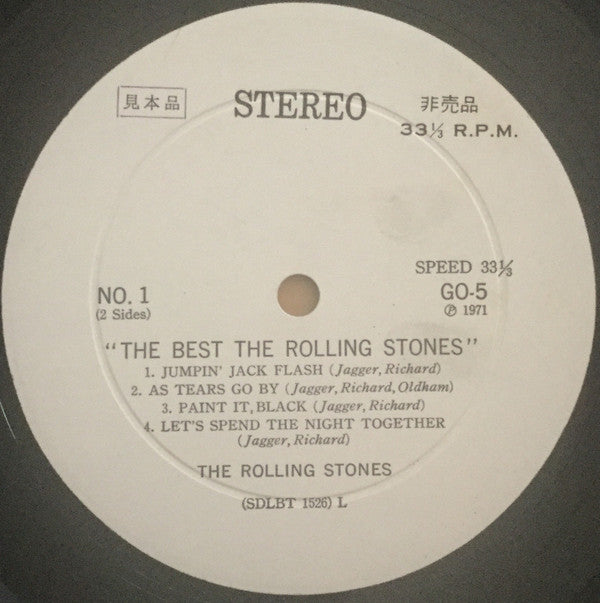 見本品
STEREO
非売品
33⅓ R.P.M.
SPEED 33⅓
NO. 1
GO-5
(2 Sides)
℗ 1971
"THE BEST THE ROLLING STONES"
1. JUMPIN' JACK FLASH (Jagger, Richard)
2. AS TEARS GO BY (Jagger, Richard, Oldham)
3. PAINT IT, BLACK (Jagger, Richard)
4. LET'S SPEND THE NIGHT TOGETHER
(Jagger, Richard)
THE ROLLING STONES
(SDLBT 1526) L